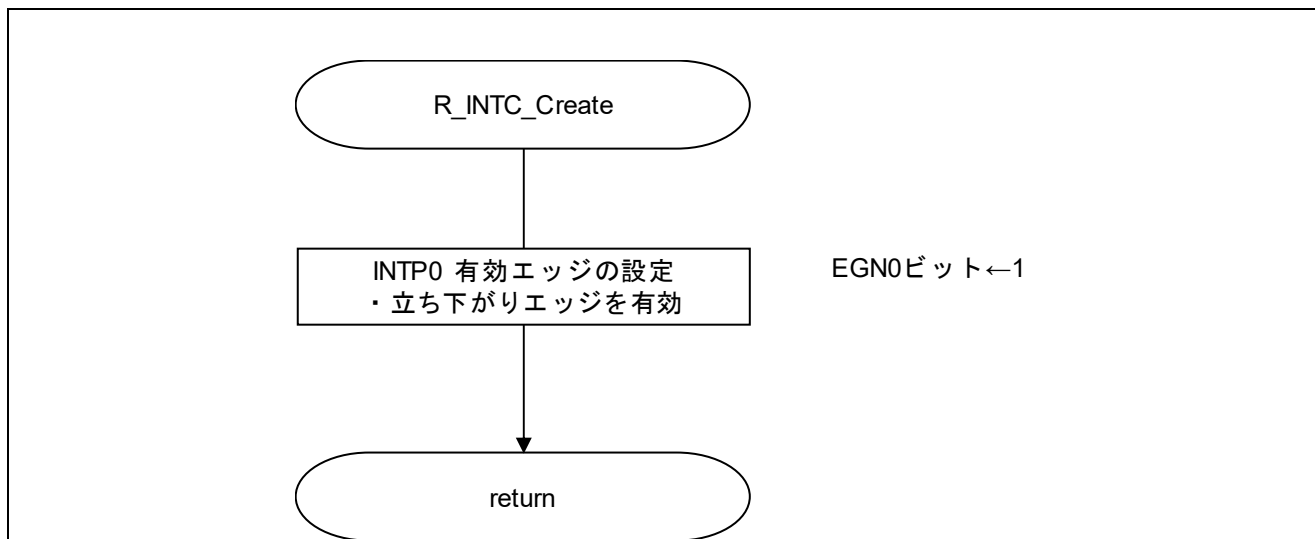 R_INTC_Create
INTP0 有効エッジの設定
・立ち下がりエッジを有効
EGN0ビット←1
return